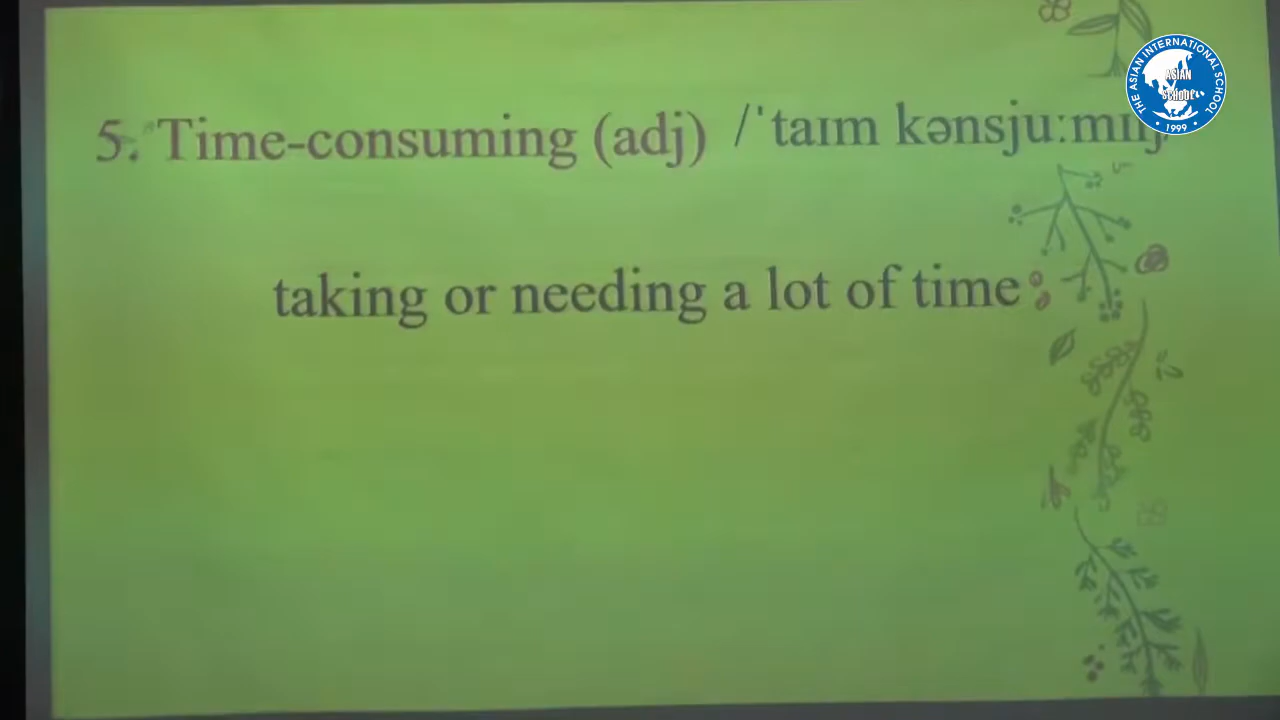 5. Time-consuming (adj) /ˈtaɪm kənsjuːmɪŋ
taking or needing a lot of time
THE ASIAN INTERNATIONAL SCHOOL
ASIAN
SCHOOL
• 1999 •